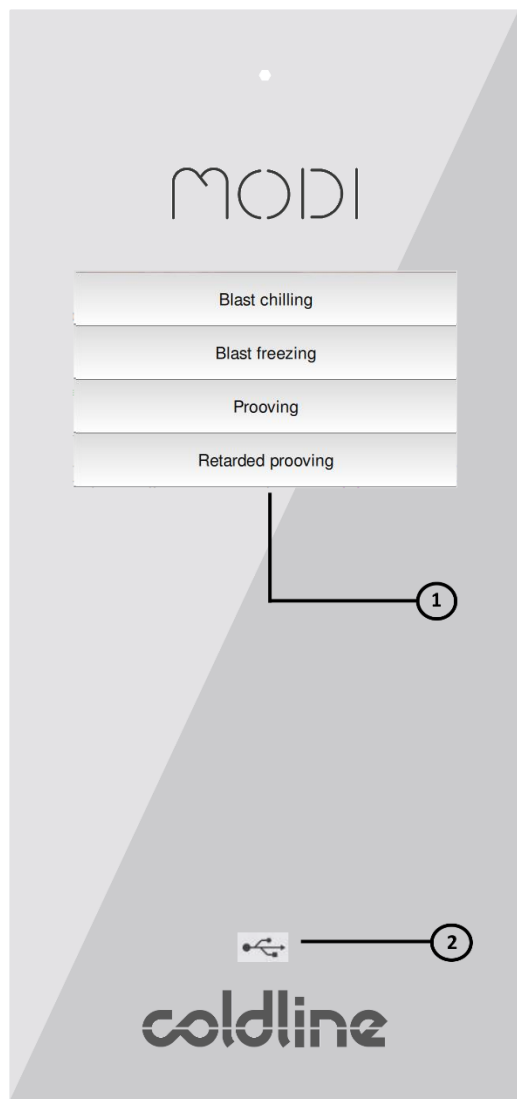 MODI
Blast chilling
Blast freezing
Prooving
Retarded prooving
1
2
coldline